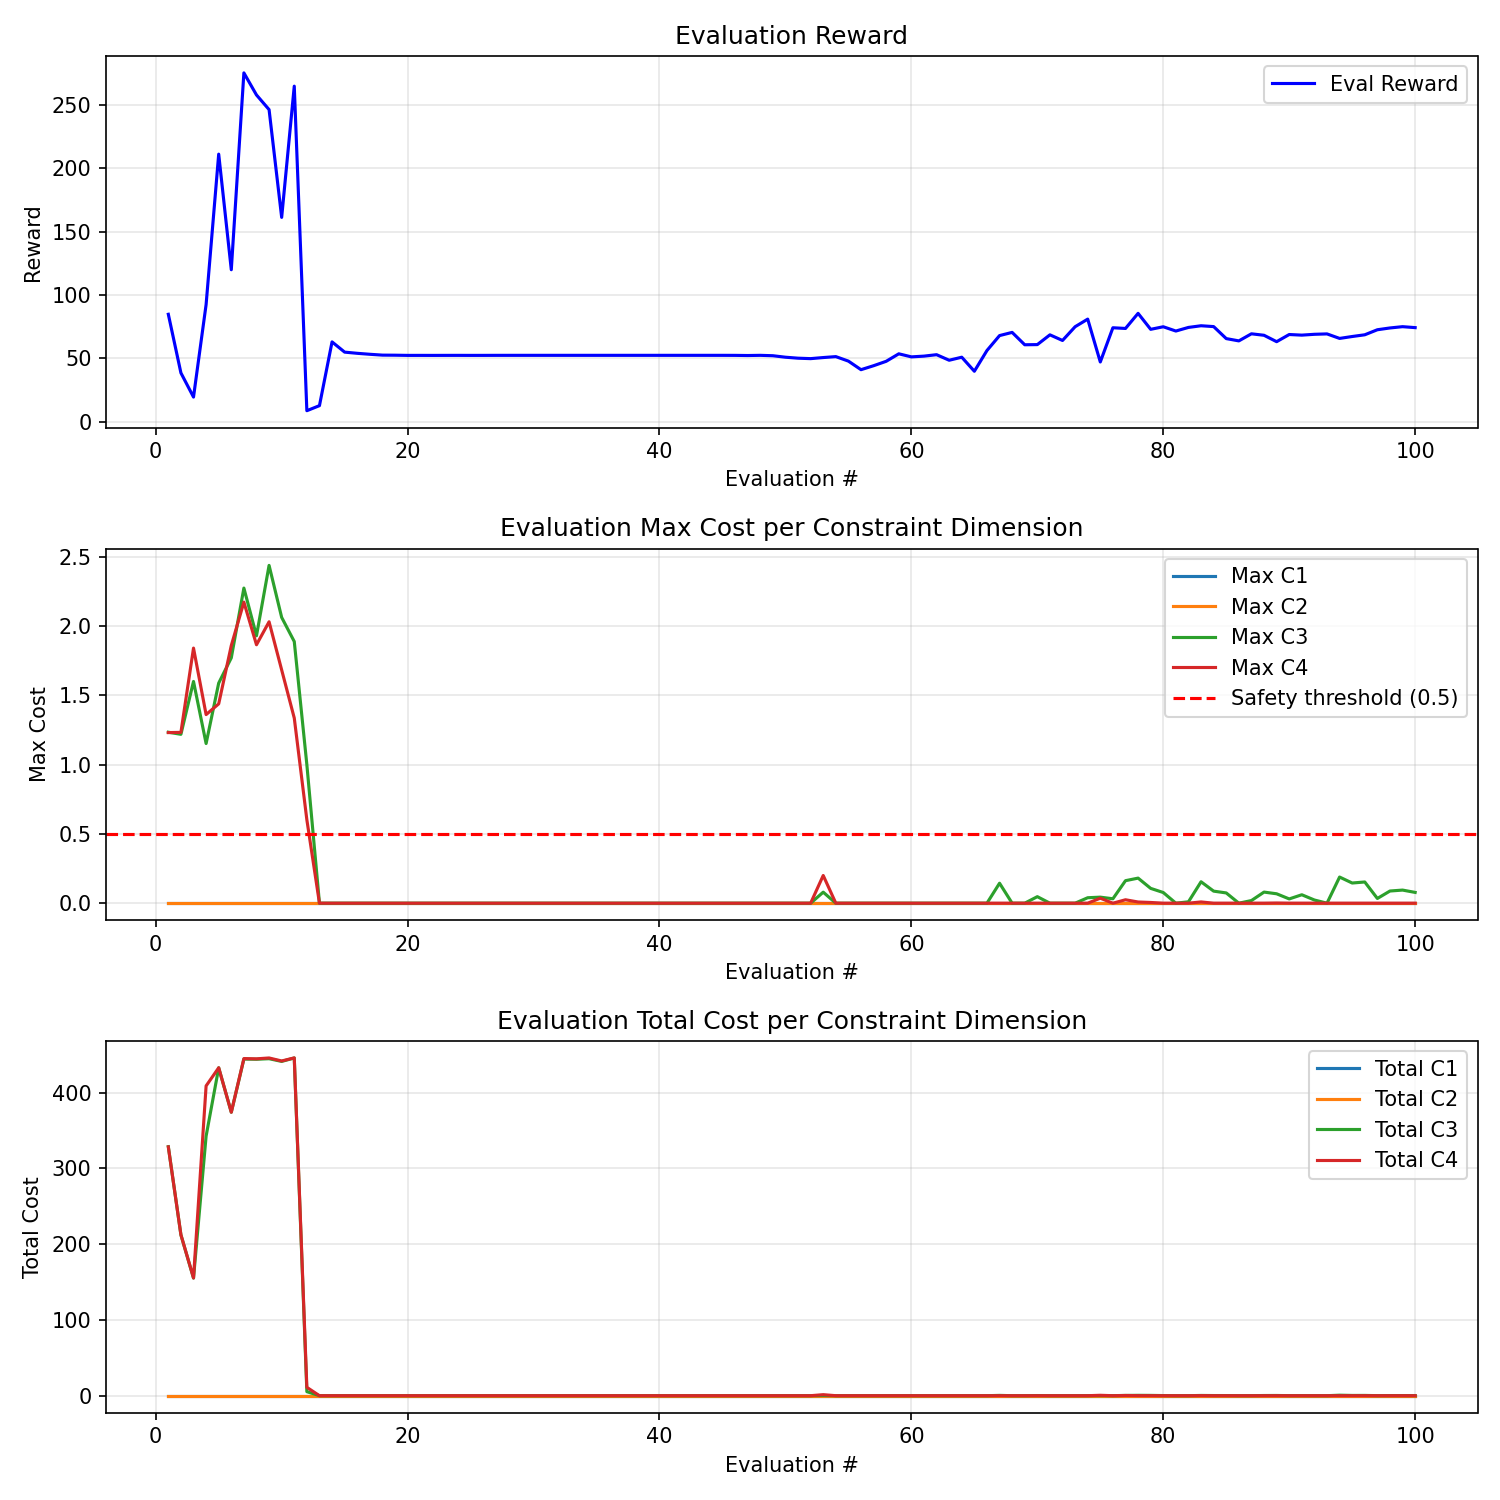 Evaluation Reward
Eval Reward
250
200
150
100
50
0
Reward
0 20 40 60 80 100
Evaluation #
Evaluation Max Cost per Constraint Dimension
Max C1
Max C2
Max C3
Max C4
Safety threshold (0.5)
2.5
2.0
1.5
1.0
0.5
0.0
Max Cost
0 20 40 60 80 100
Evaluation #
Evaluation Total Cost per Constraint Dimension
Total C1
Total C2
Total C3
Total C4
400
300
200
100
0
Total Cost
0 20 40 60 80 100
Evaluation #